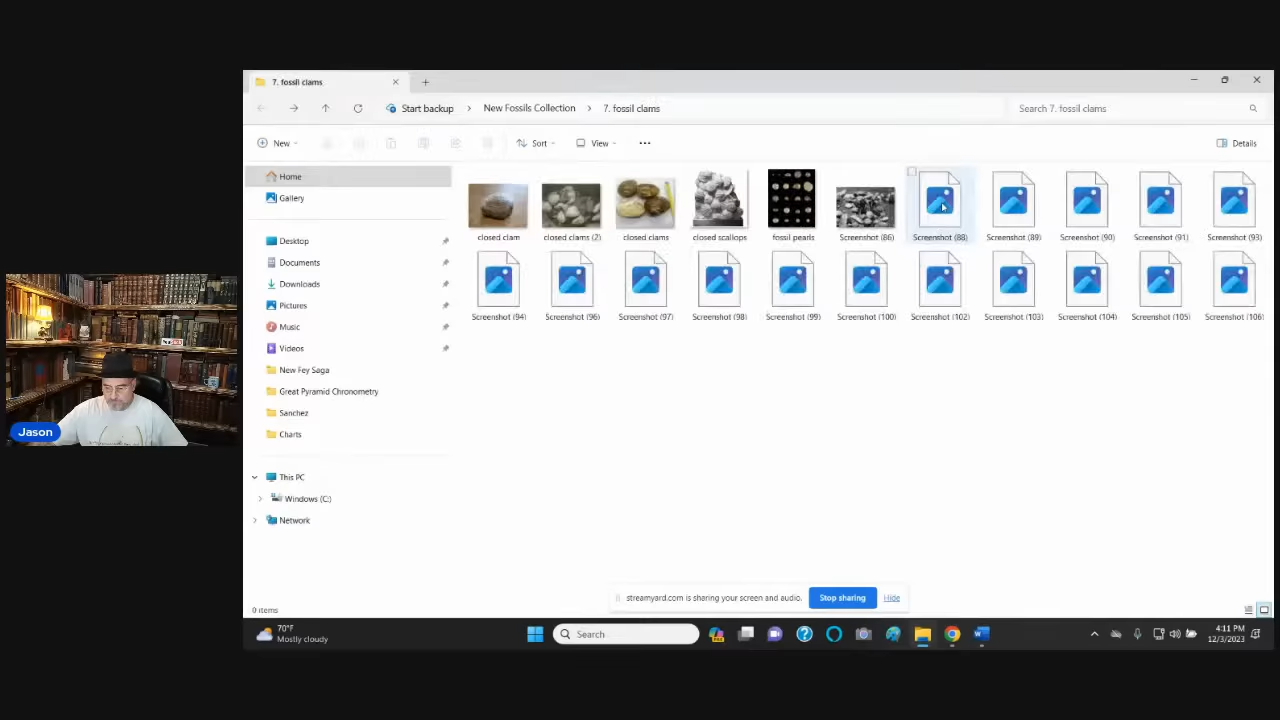 7. fossil clams
Start backup > New Fossils Collection > 7. fossil clams
Search 7. fossil clams
New
Sort
View
Details
Home
Gallery
Desktop
Documents
Downloads
Pictures
Music
Videos
New Fey Saga
Great Pyramid Chronometry
Sanchez
Charts
This PC
Windows (C:)
Network
closed clam
closed clams (2)
closed clams
closed scallops
fossil pearls
Screenshot (86)
Screenshot (88)
Screenshot (89)
Screenshot (90)
Screenshot (91)
Screenshot (93)
Screenshot (94)
Screenshot (96)
Screenshot (97)
Screenshot (98)
Screenshot (99)
Screenshot (100)
Screenshot (102)
Screenshot (103)
Screenshot (104)
Screenshot (105)
Screenshot (106)
Jason
streamyard.com is sharing your screen and audio.
Stop sharing
Hide
0 items
70°F
Mostly cloudy
Search
4:11 PM
12/3/2023